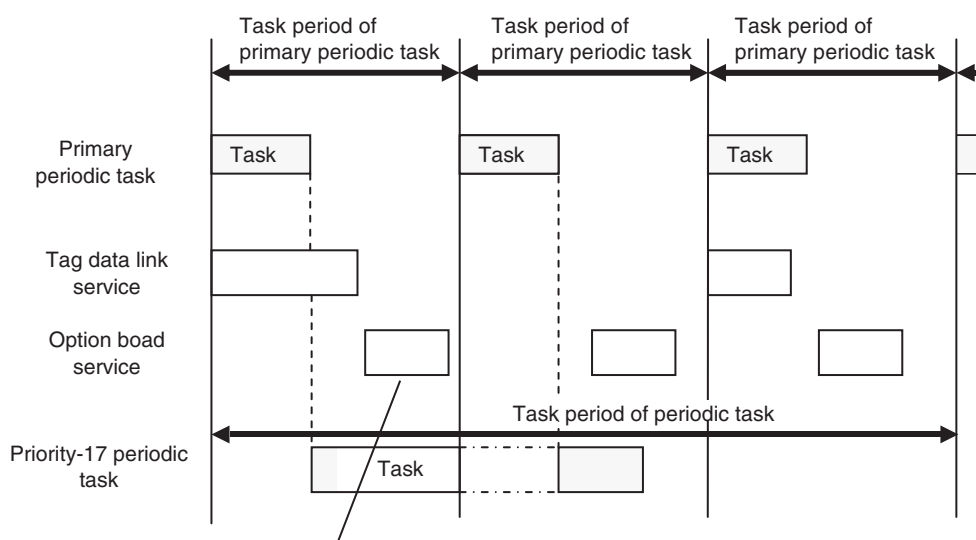 Task period of
primary periodic task
Task period of
primary periodic task
Task period of
primary periodic task
Primary
periodic task
Task
Task
Task
Tag data link
service
Option boad
service
Task period of periodic task
Priority-17 periodic
task
Task